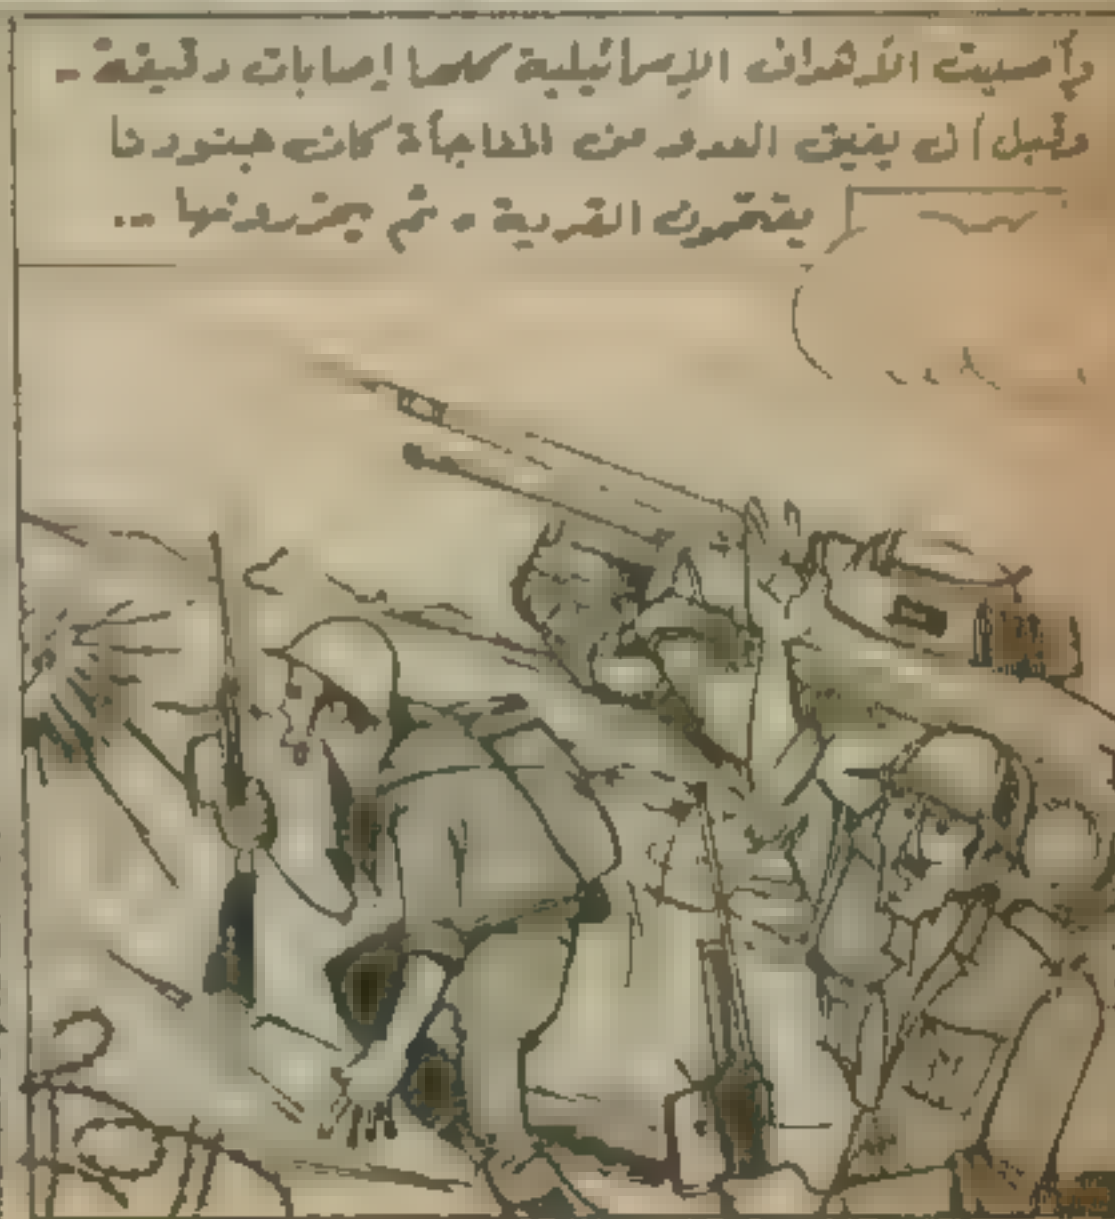 وأصيبت الأهداف الإسرائيلية كلها إصابات دقيقة ..
وقبل أن يفيق العدو من المفاجأة كان جنودنا
يقتحمون القرية ، ثم يحررونها ...